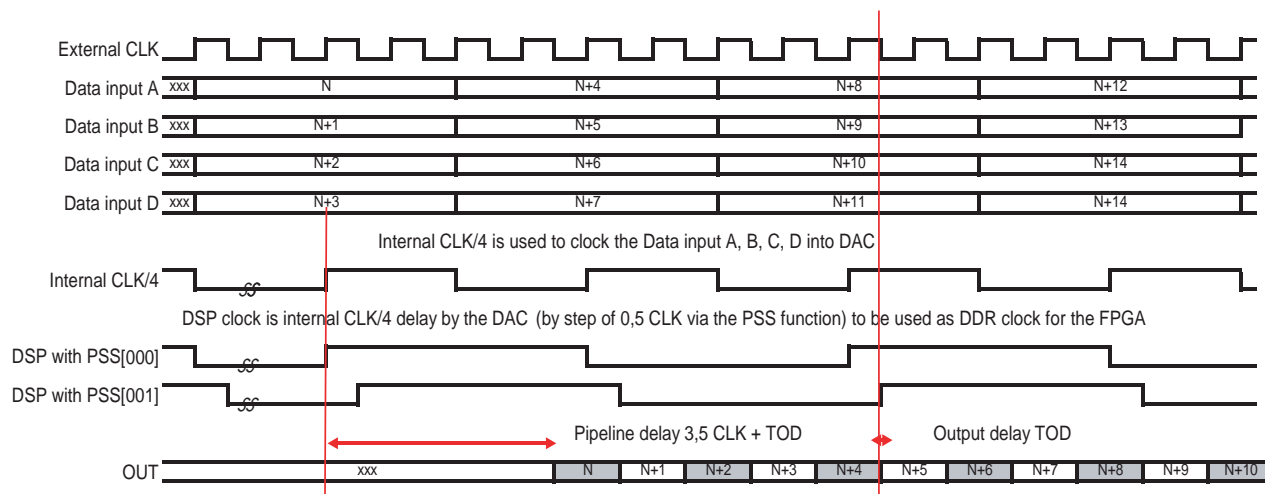 External CLK
Data input A xxx N N+4 N+8 N+12
Data input B xxx N+1 N+5 N+9 N+13
Data input C xxx N+2 N+6 N+10 N+14
Data input D xxx N+3 N+7 N+11 N+14
Internal CLK/4 is used to clock the Data input A, B, C, D into DAC
Internal CLK/4
DSP clock is internal CLK/4 delay by the DAC (by step of 0,5 CLK via the PSS function) to be used as DDR clock for the FPGA
DSP with PSS[000]
DSP with PSS[001]
Pipeline delay 3,5 CLK + TOD Output delay TOD
OUT xxx N N+1 N+2 N+3 N+4 N+5 N+6 N+7 N+8 N+9 N+10